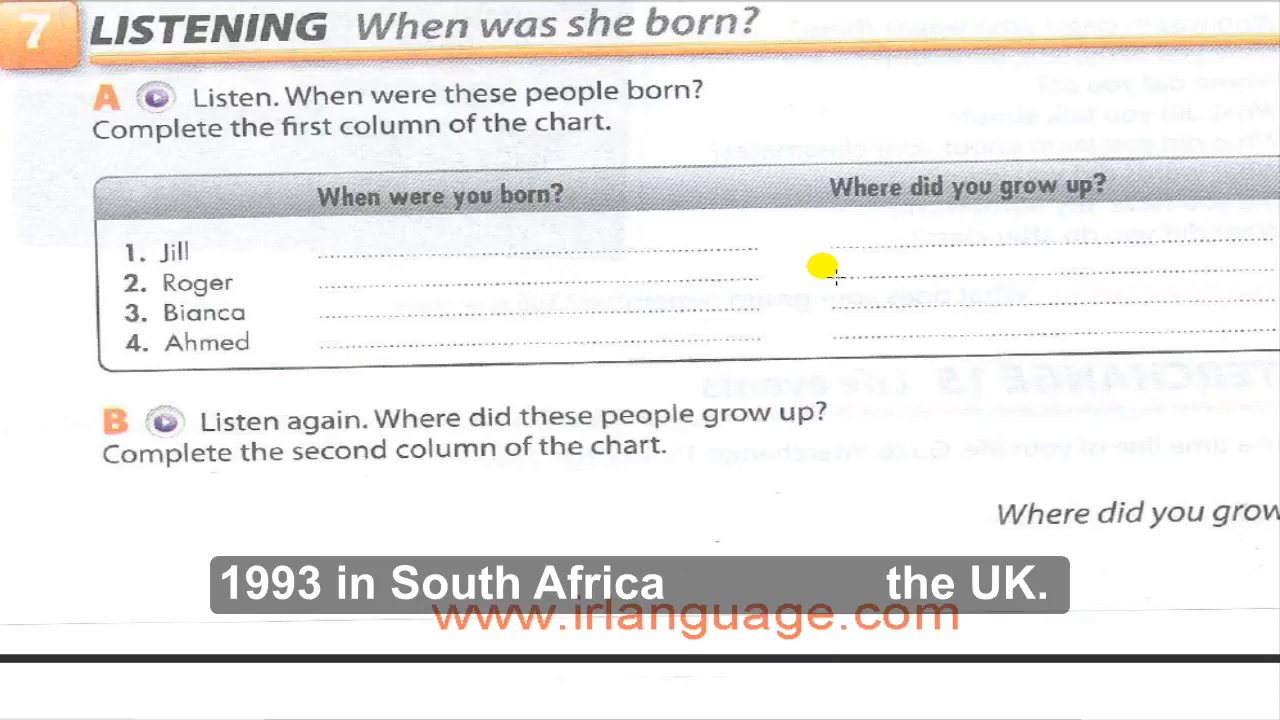 7 LISTENING When was she born?
A Listen. When were these people born?
Complete the first column of the chart.
When were you born? Where did you grow up?
1. Jill
2. Roger
3. Bianca
4. Ahmed
B Listen again. Where did these people grow up?
Complete the second column of the chart.
Where did you grow
1993 in South Africa the UK.
www.irlanguage.com